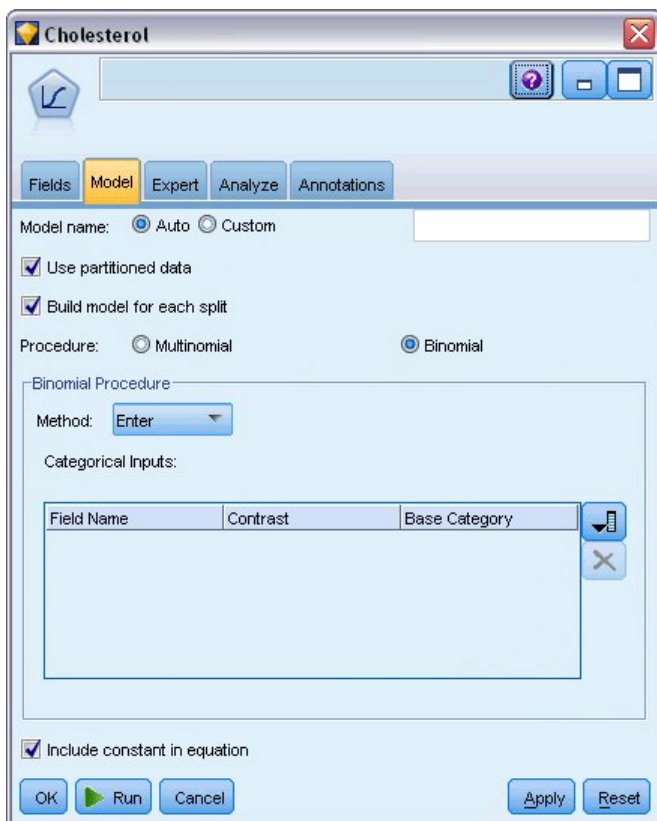 Cholesterol
Fields Model Expert Analyze Annotations
Model name: Auto Custom
Use partitioned data
Build model for each split
Procedure: Multinomial Binomial
Binomial Procedure
Method: Enter
Categorical Inputs:
Field Name Contrast Base Category
Include constant in equation
OK Run Cancel Apply Reset